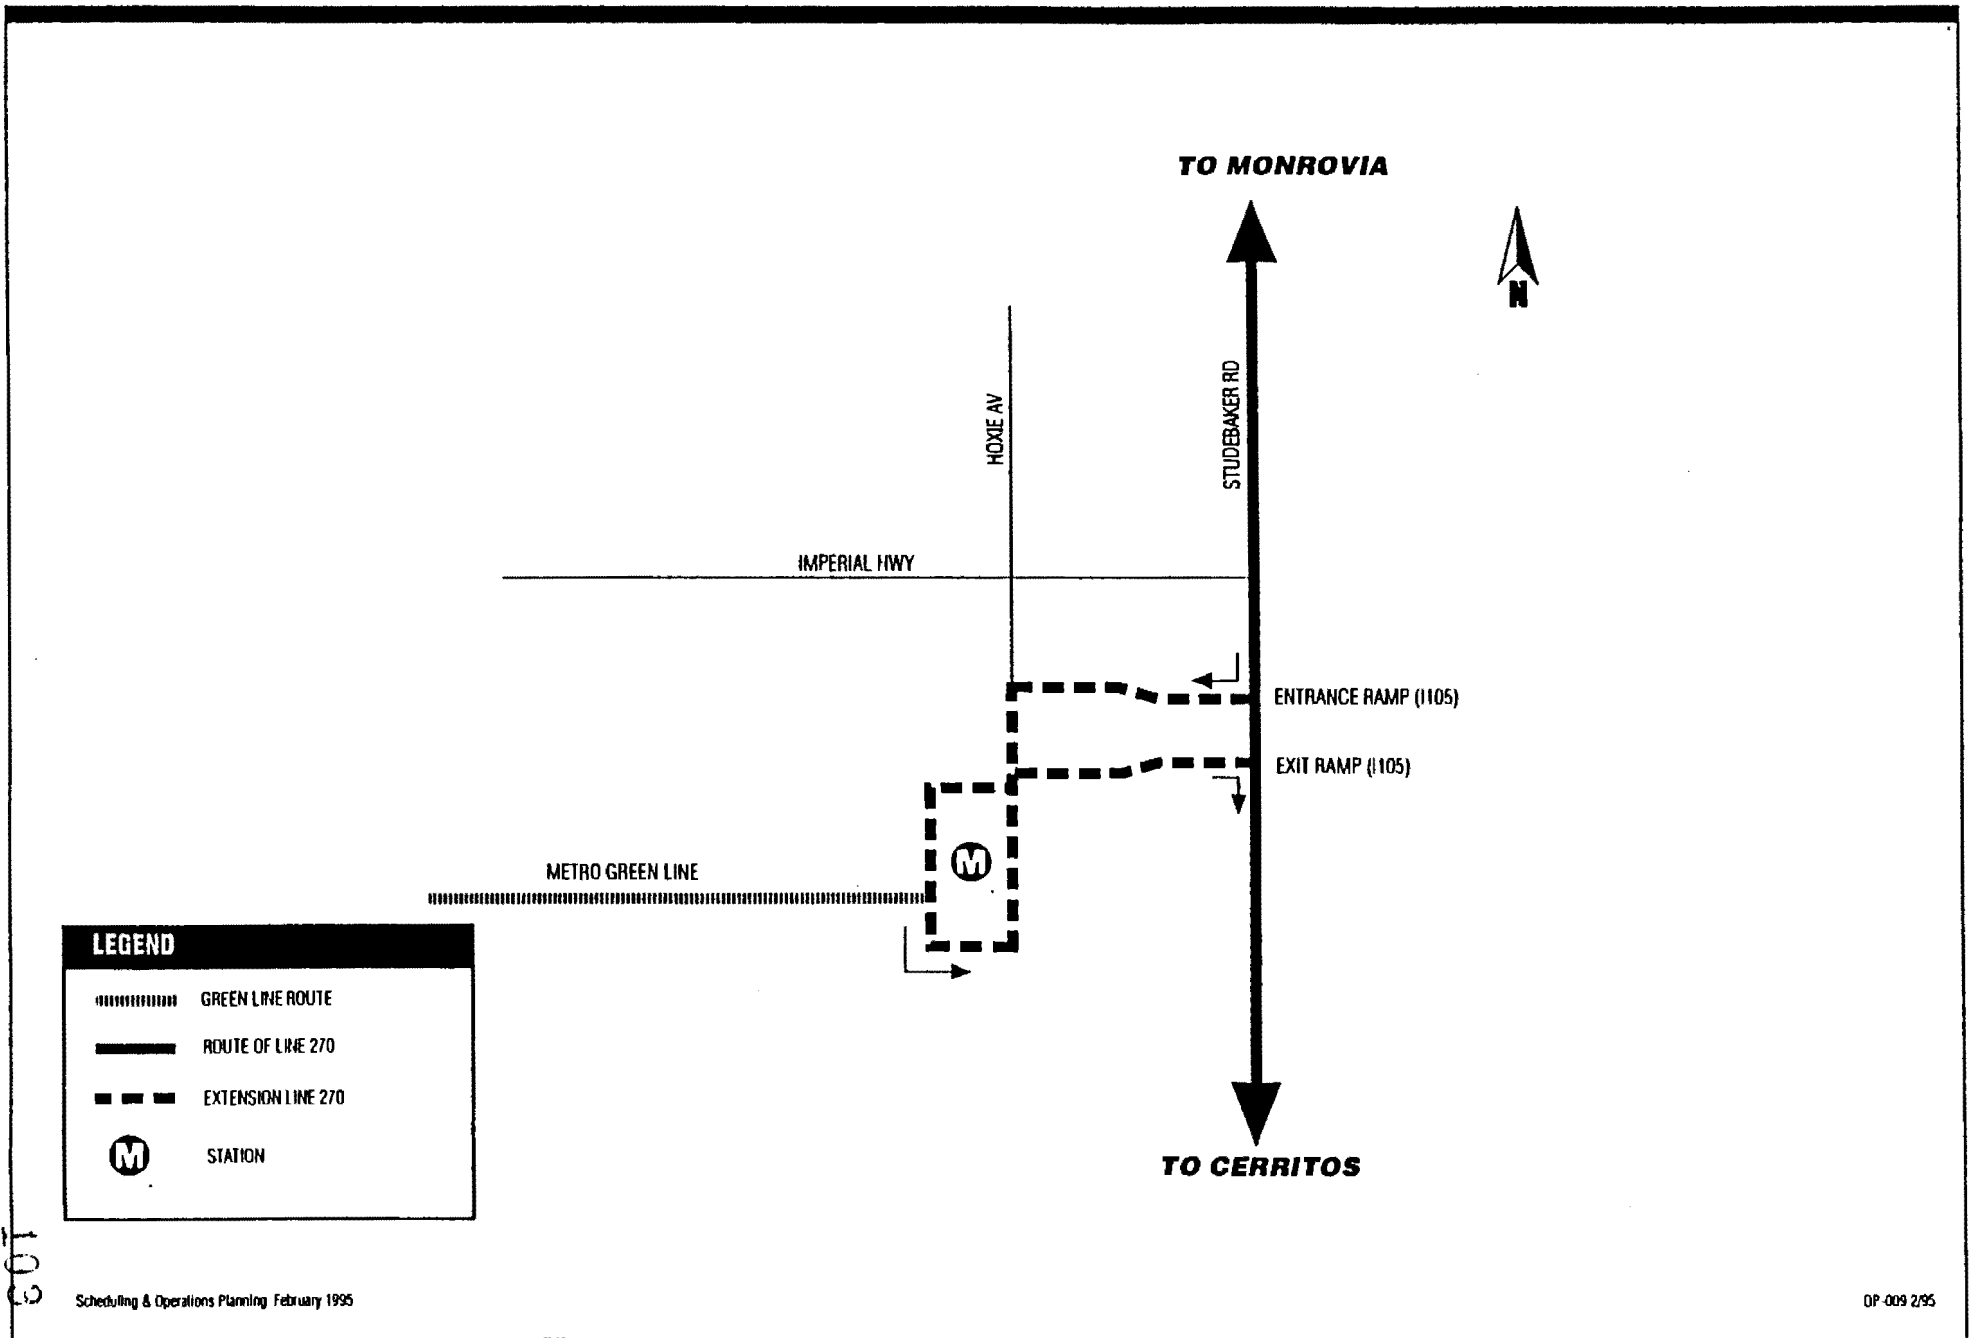 TO MONROVIA
N
HOXIE AV
STUDEBAKER RD
IMPERIAL HWY
ENTRANCE RAMP (I105)
EXIT RAMP (I105)
M
METRO GREEN LINE
LEGEND
GREEN LINE ROUTE
ROUTE OF LINE 270
EXTENSION LINE 270
M
STATION
TO CERRITOS
103
Scheduling & Operations Planning February 1995
OP-009 2/95